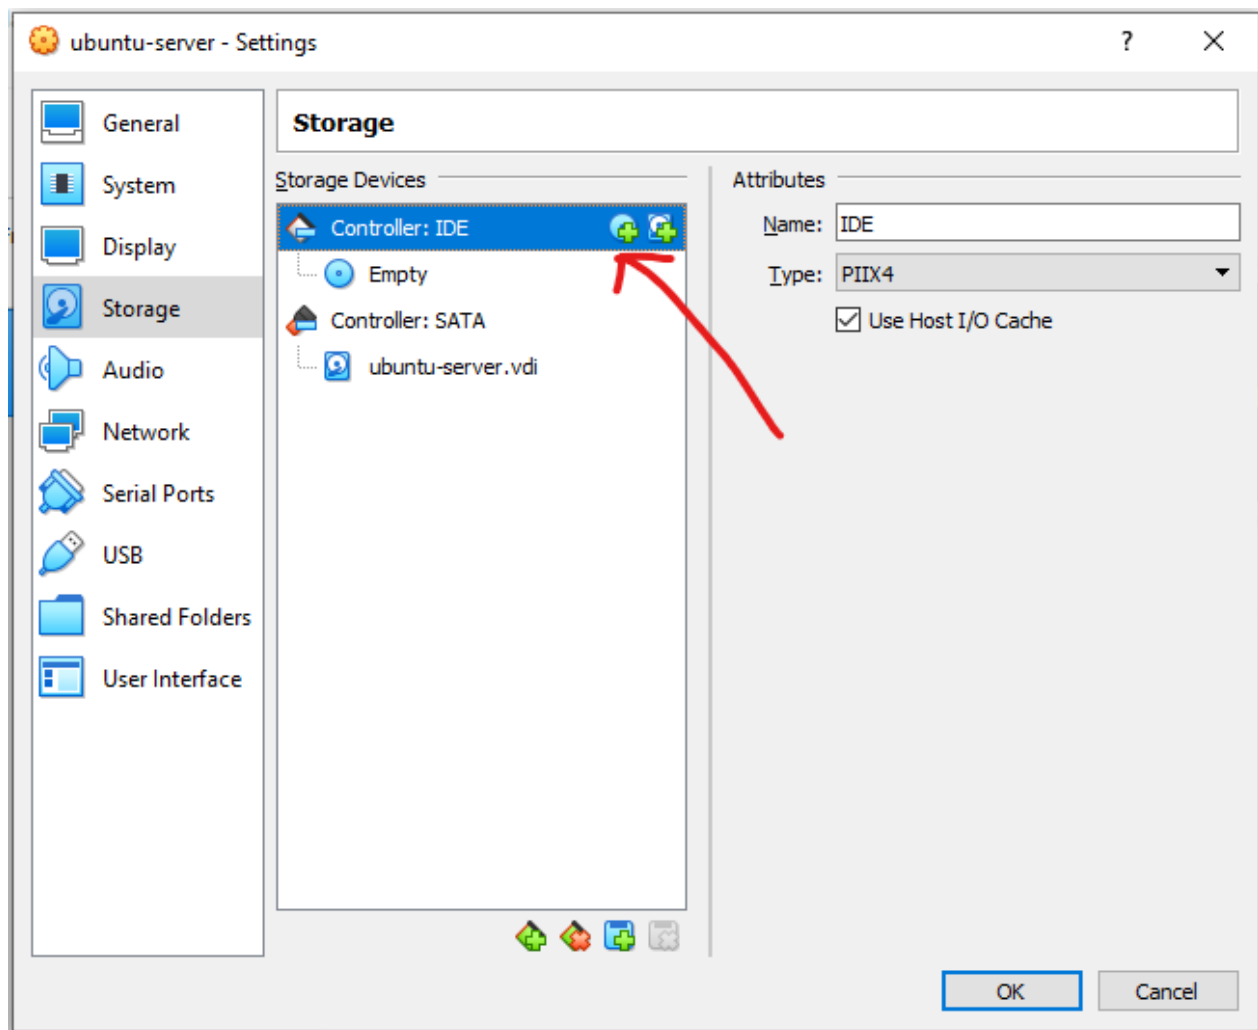 ubuntu-server - Settings
?
General
System
Display
Storage
Audio
Network
Serial Ports
USB
Shared Folders
User Interface
Storage
Storage Devices
Controller: IDE
Empty
Controller: SATA
ubuntu-server.vdi
Attributes
Name: IDE
Type: PIIX4
Use Host I/O Cache
OK
Cancel